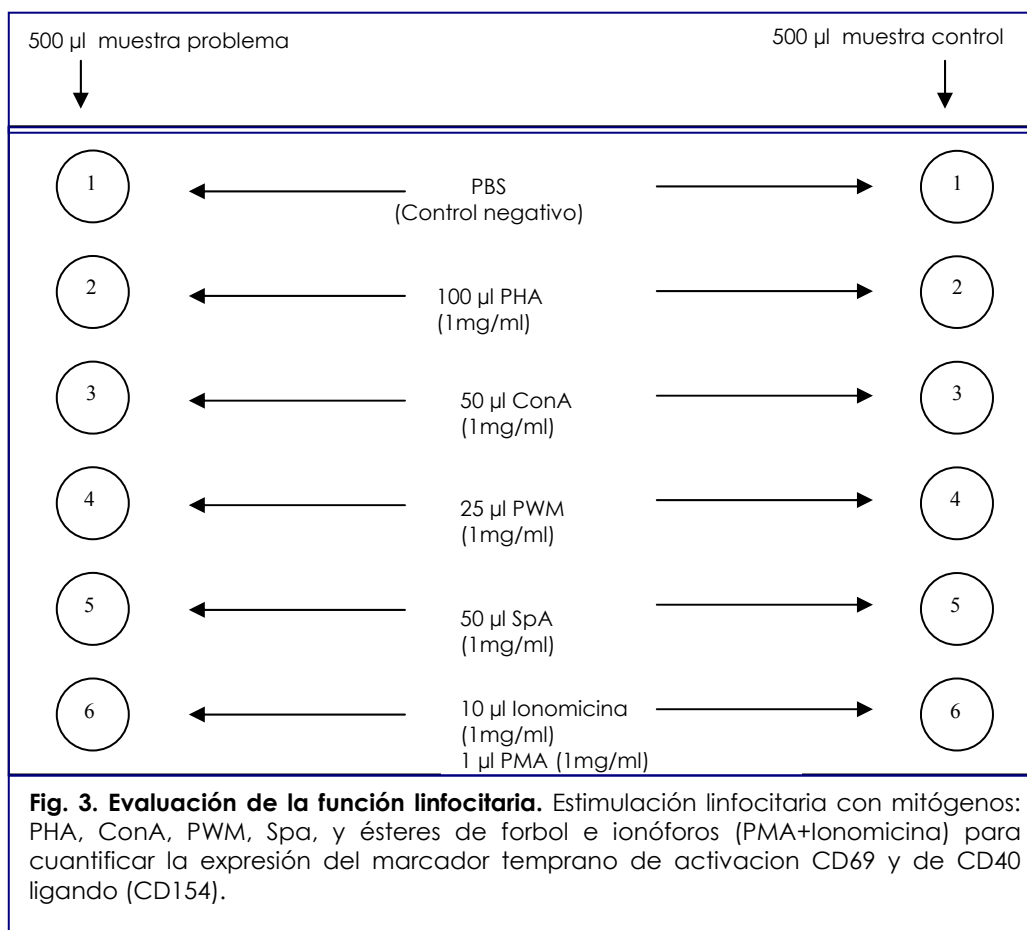 500 µl muestra problema
500 µl muestra control
1
PBS
(Control negativo)
1
2
100 µl PHA
(1mg/ml)
2
3
50 µl ConA
(1mg/ml)
3
4
25 µl PWM
(1mg/ml)
4
5
50 µl SpA
(1mg/ml)
5
6
10 µl Ionomicina
(1mg/ml)
1 µl PMA (1mg/ml)
6
Fig. 3. Evaluación de la función linfocitaria. Estimulación linfocitaria con mitógenos:
PHA, ConA, PWM, Spa, y ésteres de forbol e ionóforos (PMA+Ionomicina) para
cuantificar la expresión del marcador temprano de activacion CD69 y de CD40
ligando (CD154).